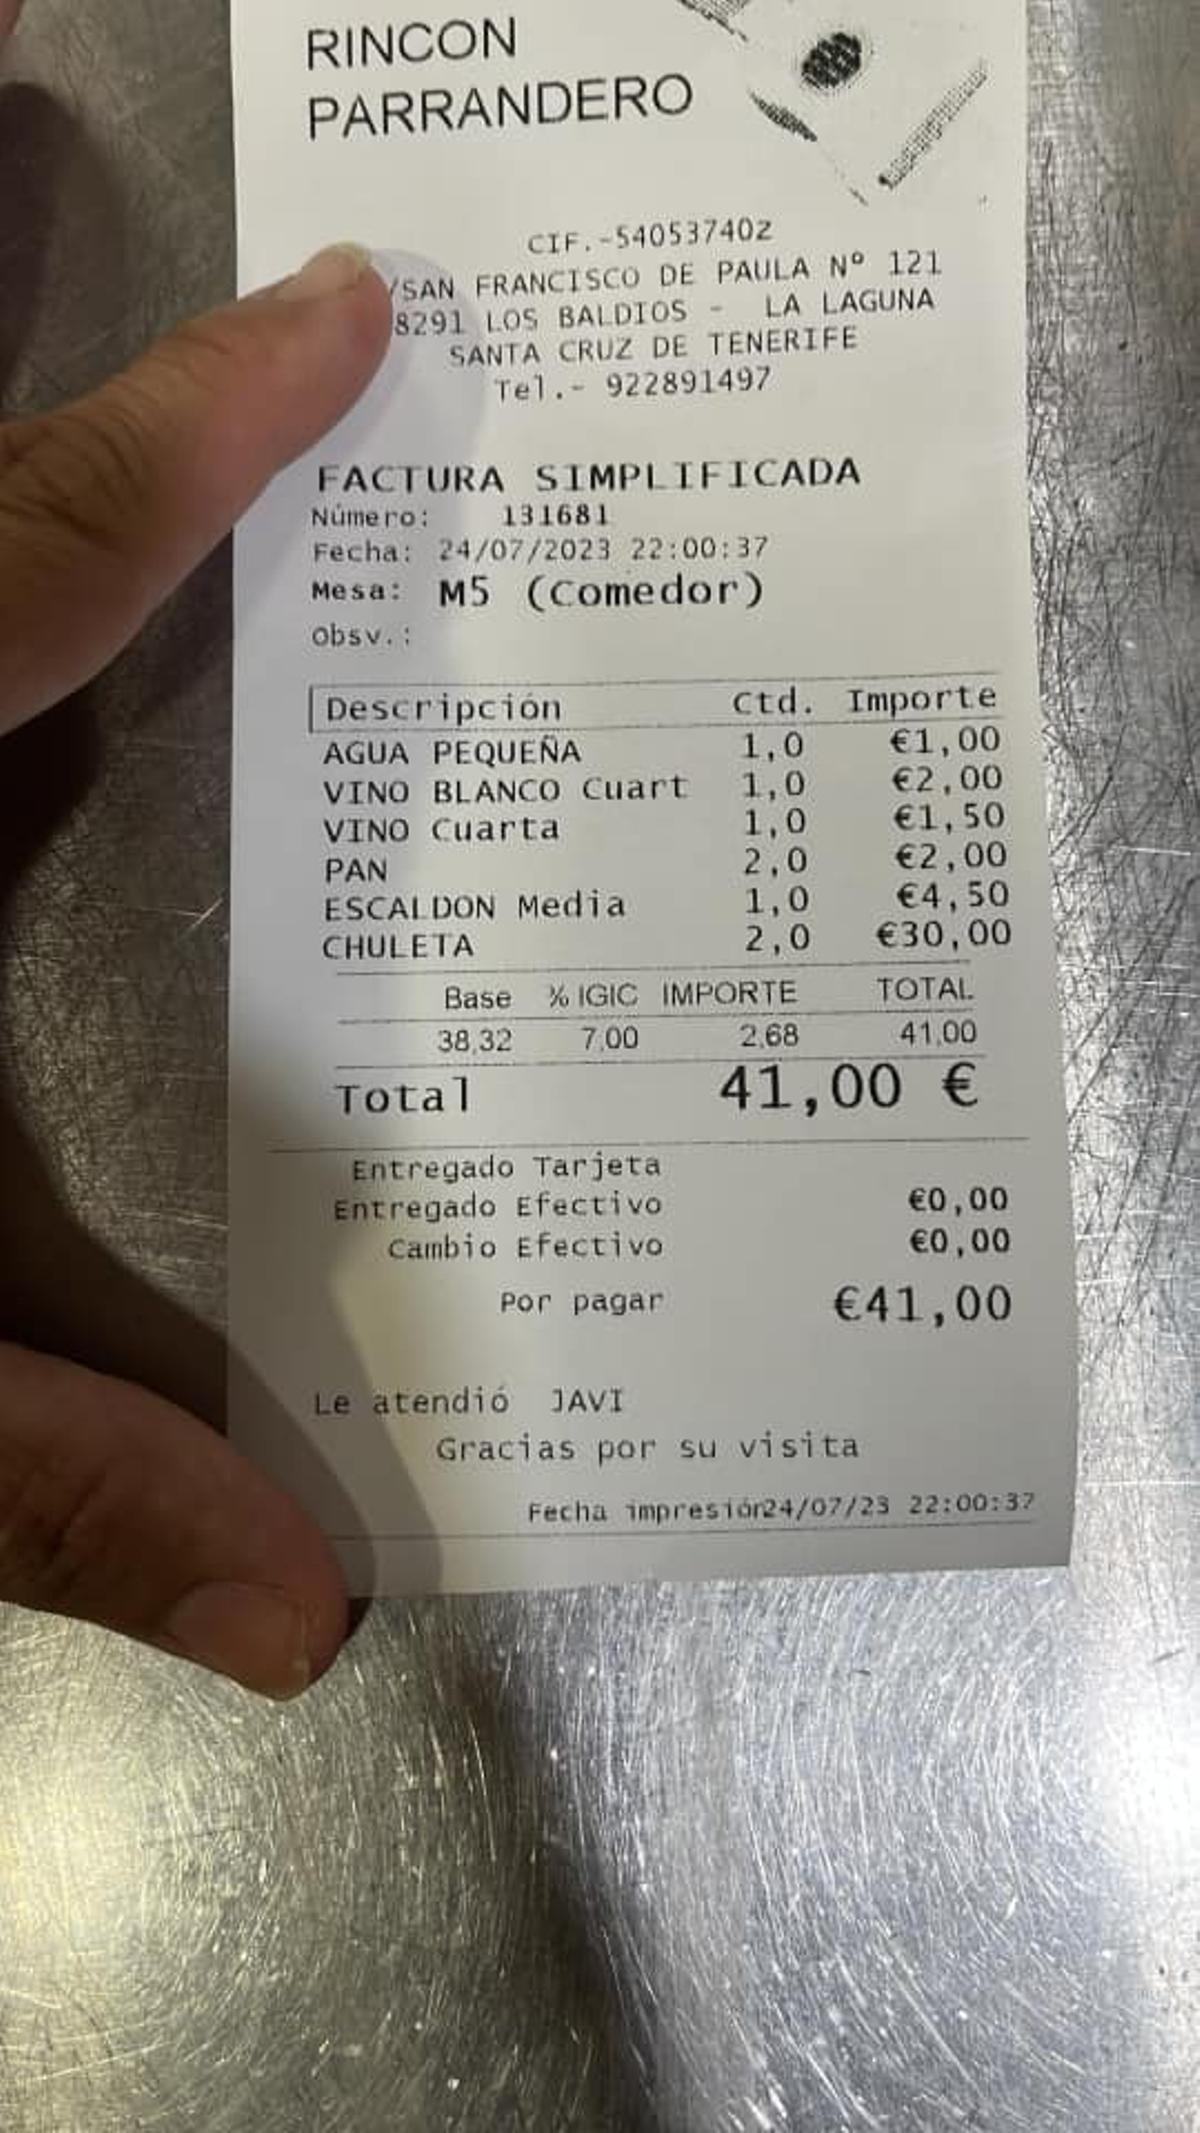 RINCON
PARRANDERO
CIF.-54053740Z
/SAN FRANCISCO DE PAULA Nº 121
8291 LOS BALDIOS - LA LAGUNA
SANTA CRUZ DE TENERIFE
Tel.- 922891497
FACTURA SIMPLIFICADA
Número: 131681
Fecha: 24/07/2023 22:00:37
Mesa: M5 (Comedor)
Obsv.:
Descripción Ctd. Importe
AGUA PEQUEÑA 1,0 €1,00
VINO BLANCO Cuart 1,0 €2,00
VINO Cuarta 1,0 €1,50
PAN 2,0 €2,00
ESCALDON Media 1,0 €4,50
CHULETA 2,0 €30,00
Base % IGIC IMPORTE TOTAL
38,32 7,00 2,68 41,00
Total 41,00 €
Entregado Tarjeta
Entregado Efectivo €0,00
Cambio Efectivo €0,00
Por pagar €41,00
Le atendió JAVI
Gracias por su visita
Fecha impresión24/07/23 22:00:37